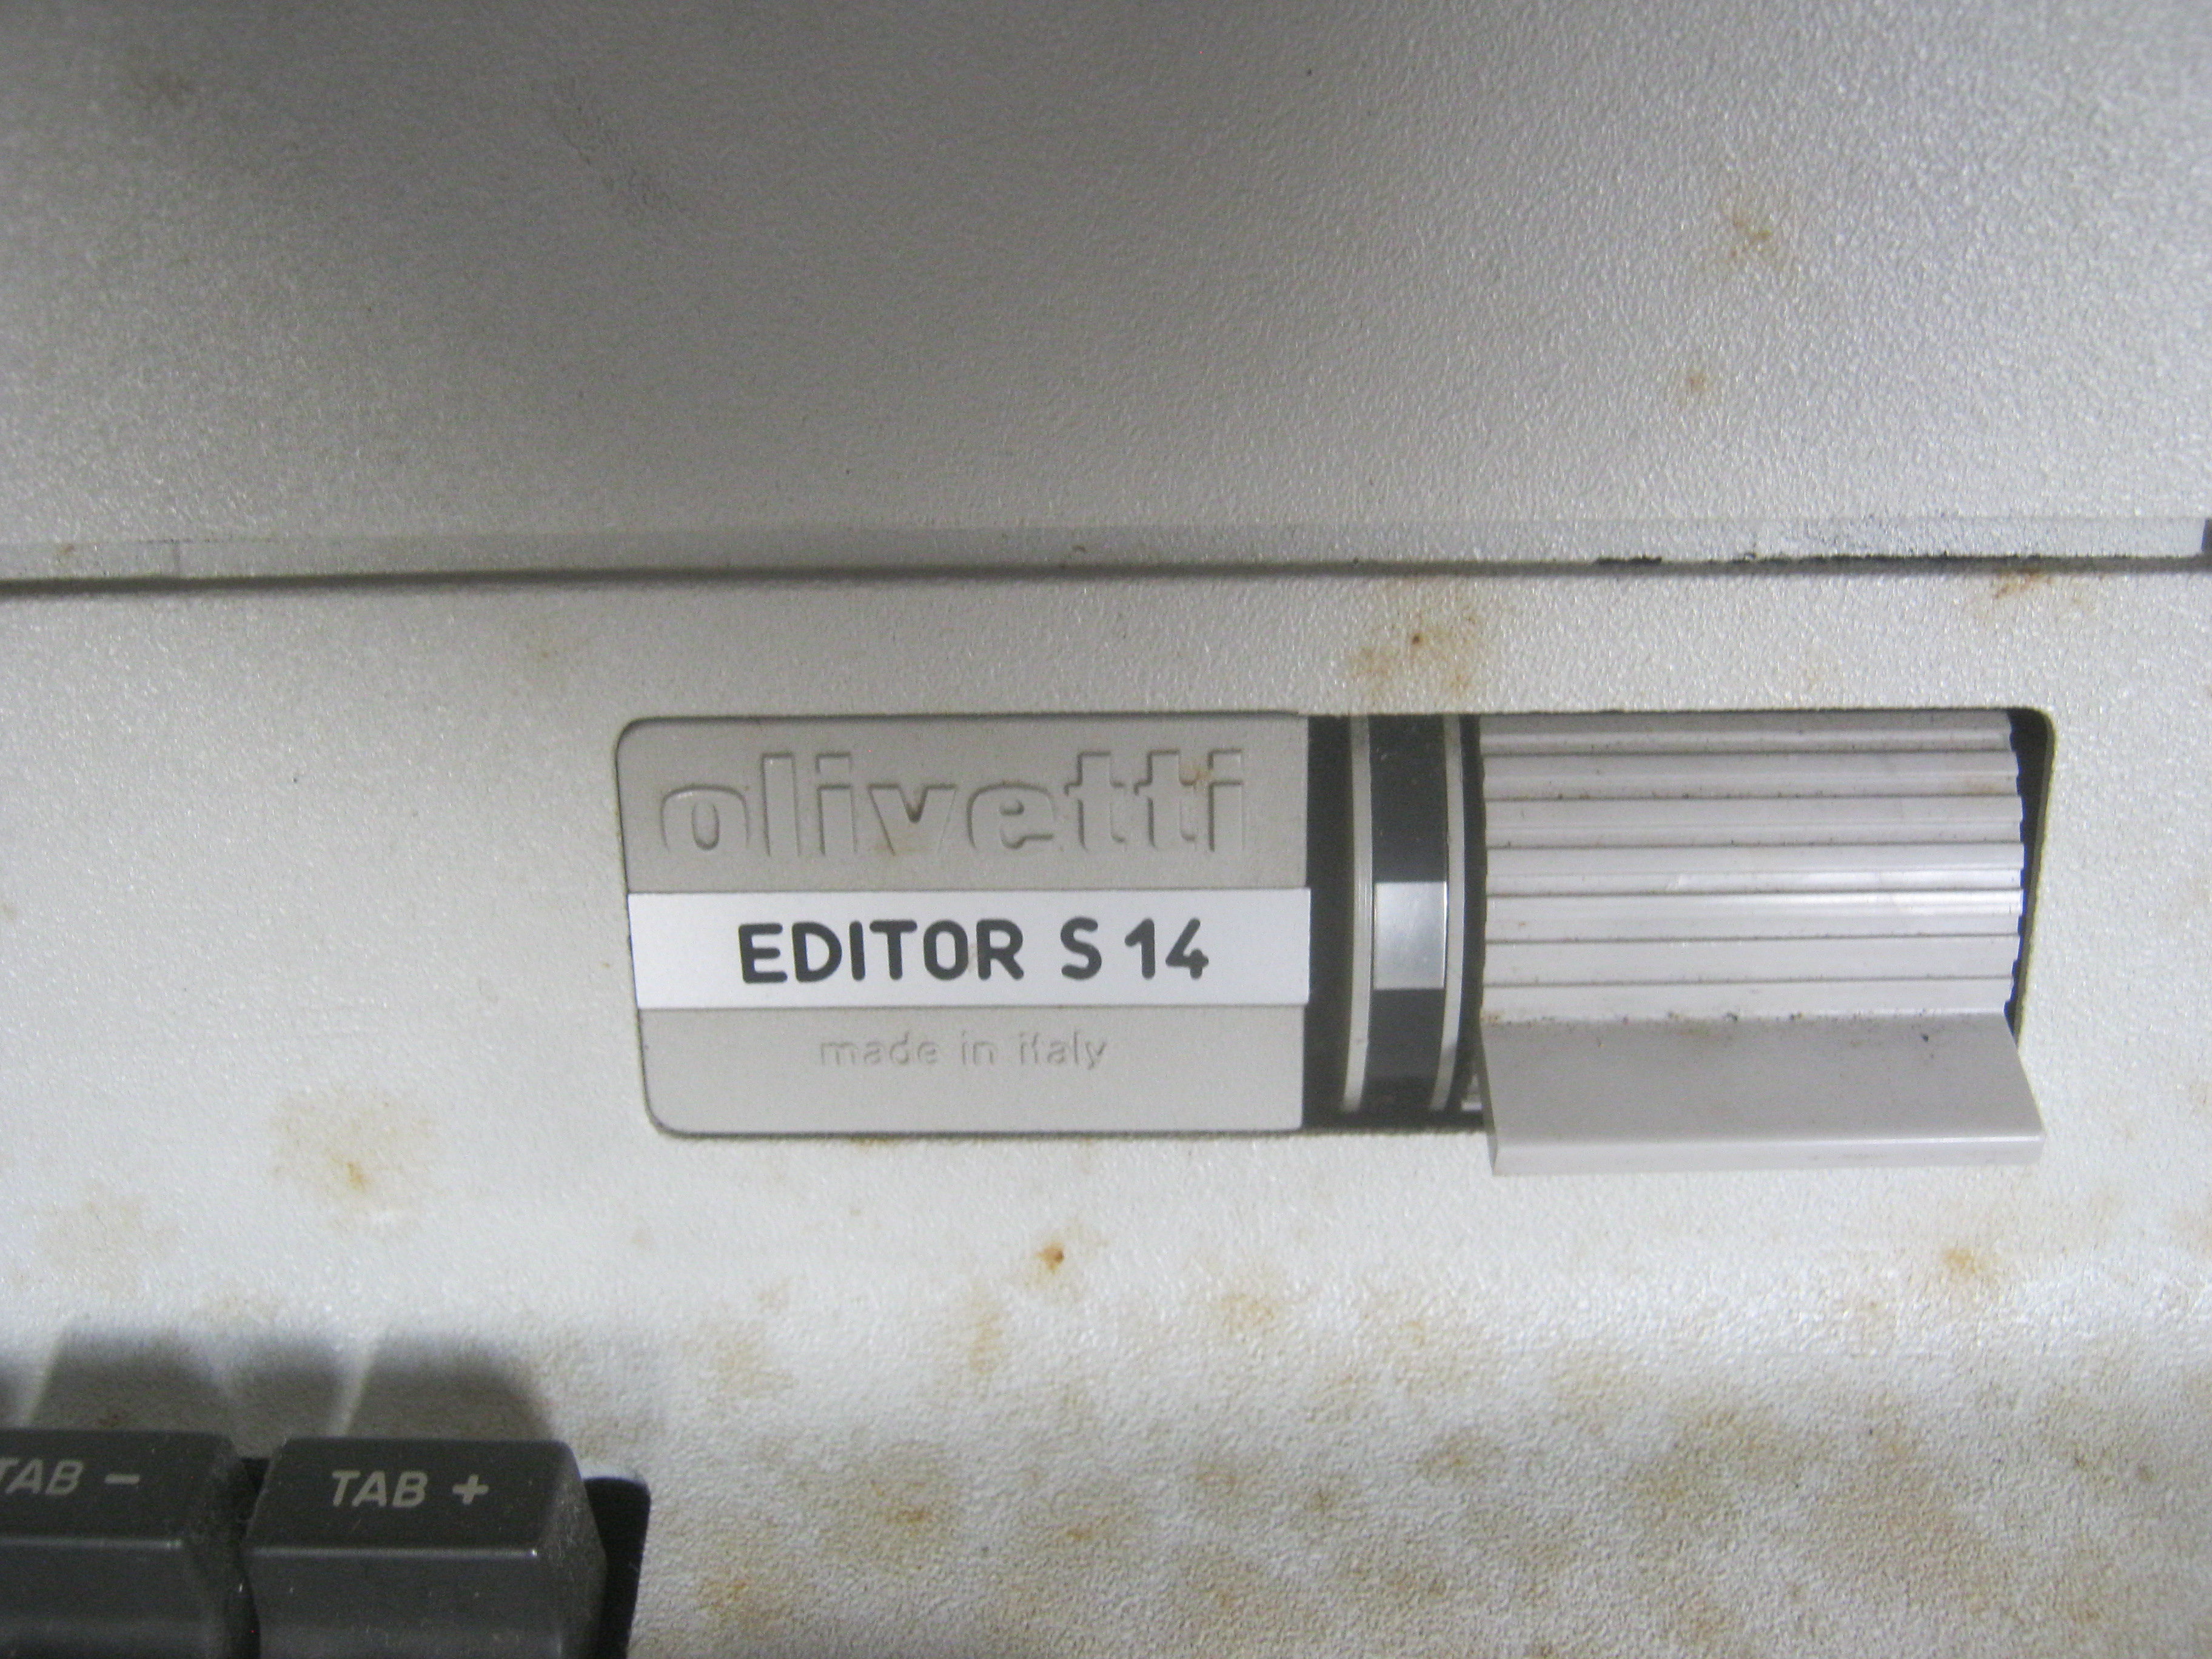 olivetti
EDITOR S 14
made in italy
TAB −
TAB +